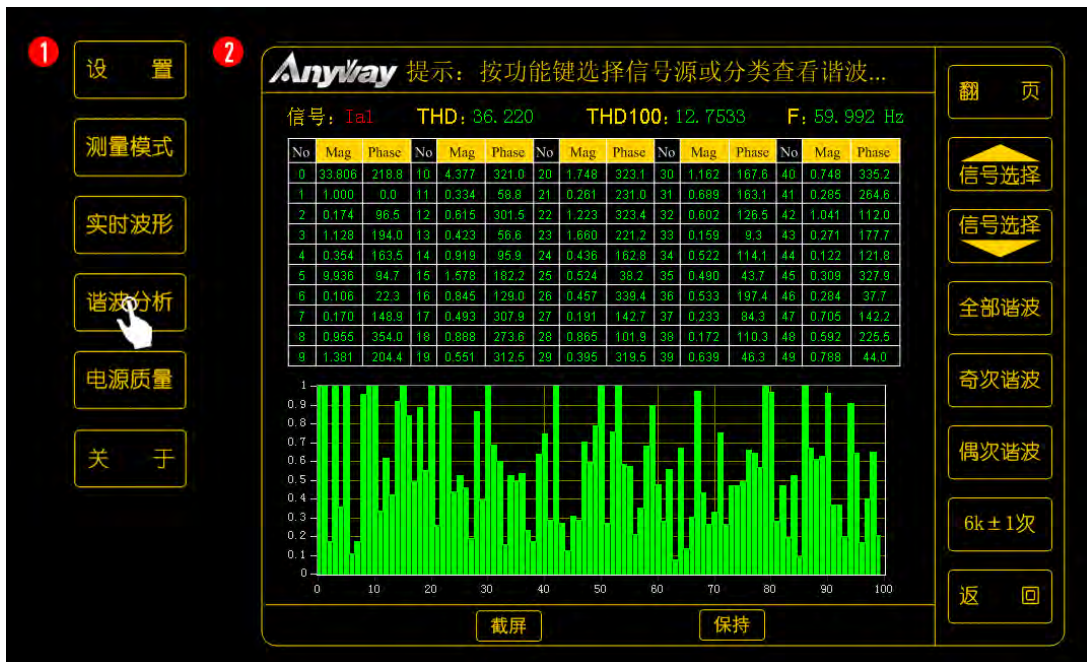 1
设 置
测量模式
实时波形
谐波分析
电源质量
关 于
2
Anyway 提示：按功能键选择信号源或分类查看谐波...
信号：Ia1 THD：36.220 THD100：12.7533 F：59.992 Hz
No Mag Phase No Mag Phase No Mag Phase No Mag Phase No Mag Phase
0 33.806 218.8 10 4.377 321.0 20 1.748 323.1 30 1.162 167.6 40 0.748 335.2
1 1.000 0.0 11 0.334 58.8 21 0.261 231.0 31 0.689 163.1 41 0.285 264.6
2 0.174 96.5 12 0.615 301.5 22 1.223 323.4 32 0.602 126.5 42 1.041 112.0
3 1.128 194.0 13 0.423 56.6 23 1.660 221.2 33 0.159 9.3 43 0.271 177.7
4 0.354 163.5 14 0.919 95.9 24 0.436 162.8 34 0.522 114.1 44 0.122 121.8
5 9.936 94.7 15 1.578 182.2 25 0.524 38.2 35 0.490 43.7 45 0.309 327.9
6 0.106 22.3 16 0.845 129.0 26 0.457 339.4 36 0.533 197.4 46 0.284 37.7
7 0.170 148.9 17 0.493 307.9 27 0.191 142.7 37 0.233 84.3 47 0.705 142.2
8 0.955 354.0 18 0.888 273.6 28 0.865 101.9 38 0.172 110.3 48 0.592 225.5
9 1.381 204.4 19 0.551 312.5 29 0.395 319.5 39 0.639 46.3 49 0.788 44.0
1
0.9
0.8
0.7
0.6
0.5
0.4
0.3
0.2
0.1
0
0 10 20 30 40 50 60 70 80 90 100
截屏 保持
翻 页
信号选择
信号选择
全部谐波
奇次谐波
偶次谐波
6k±1次
返 回